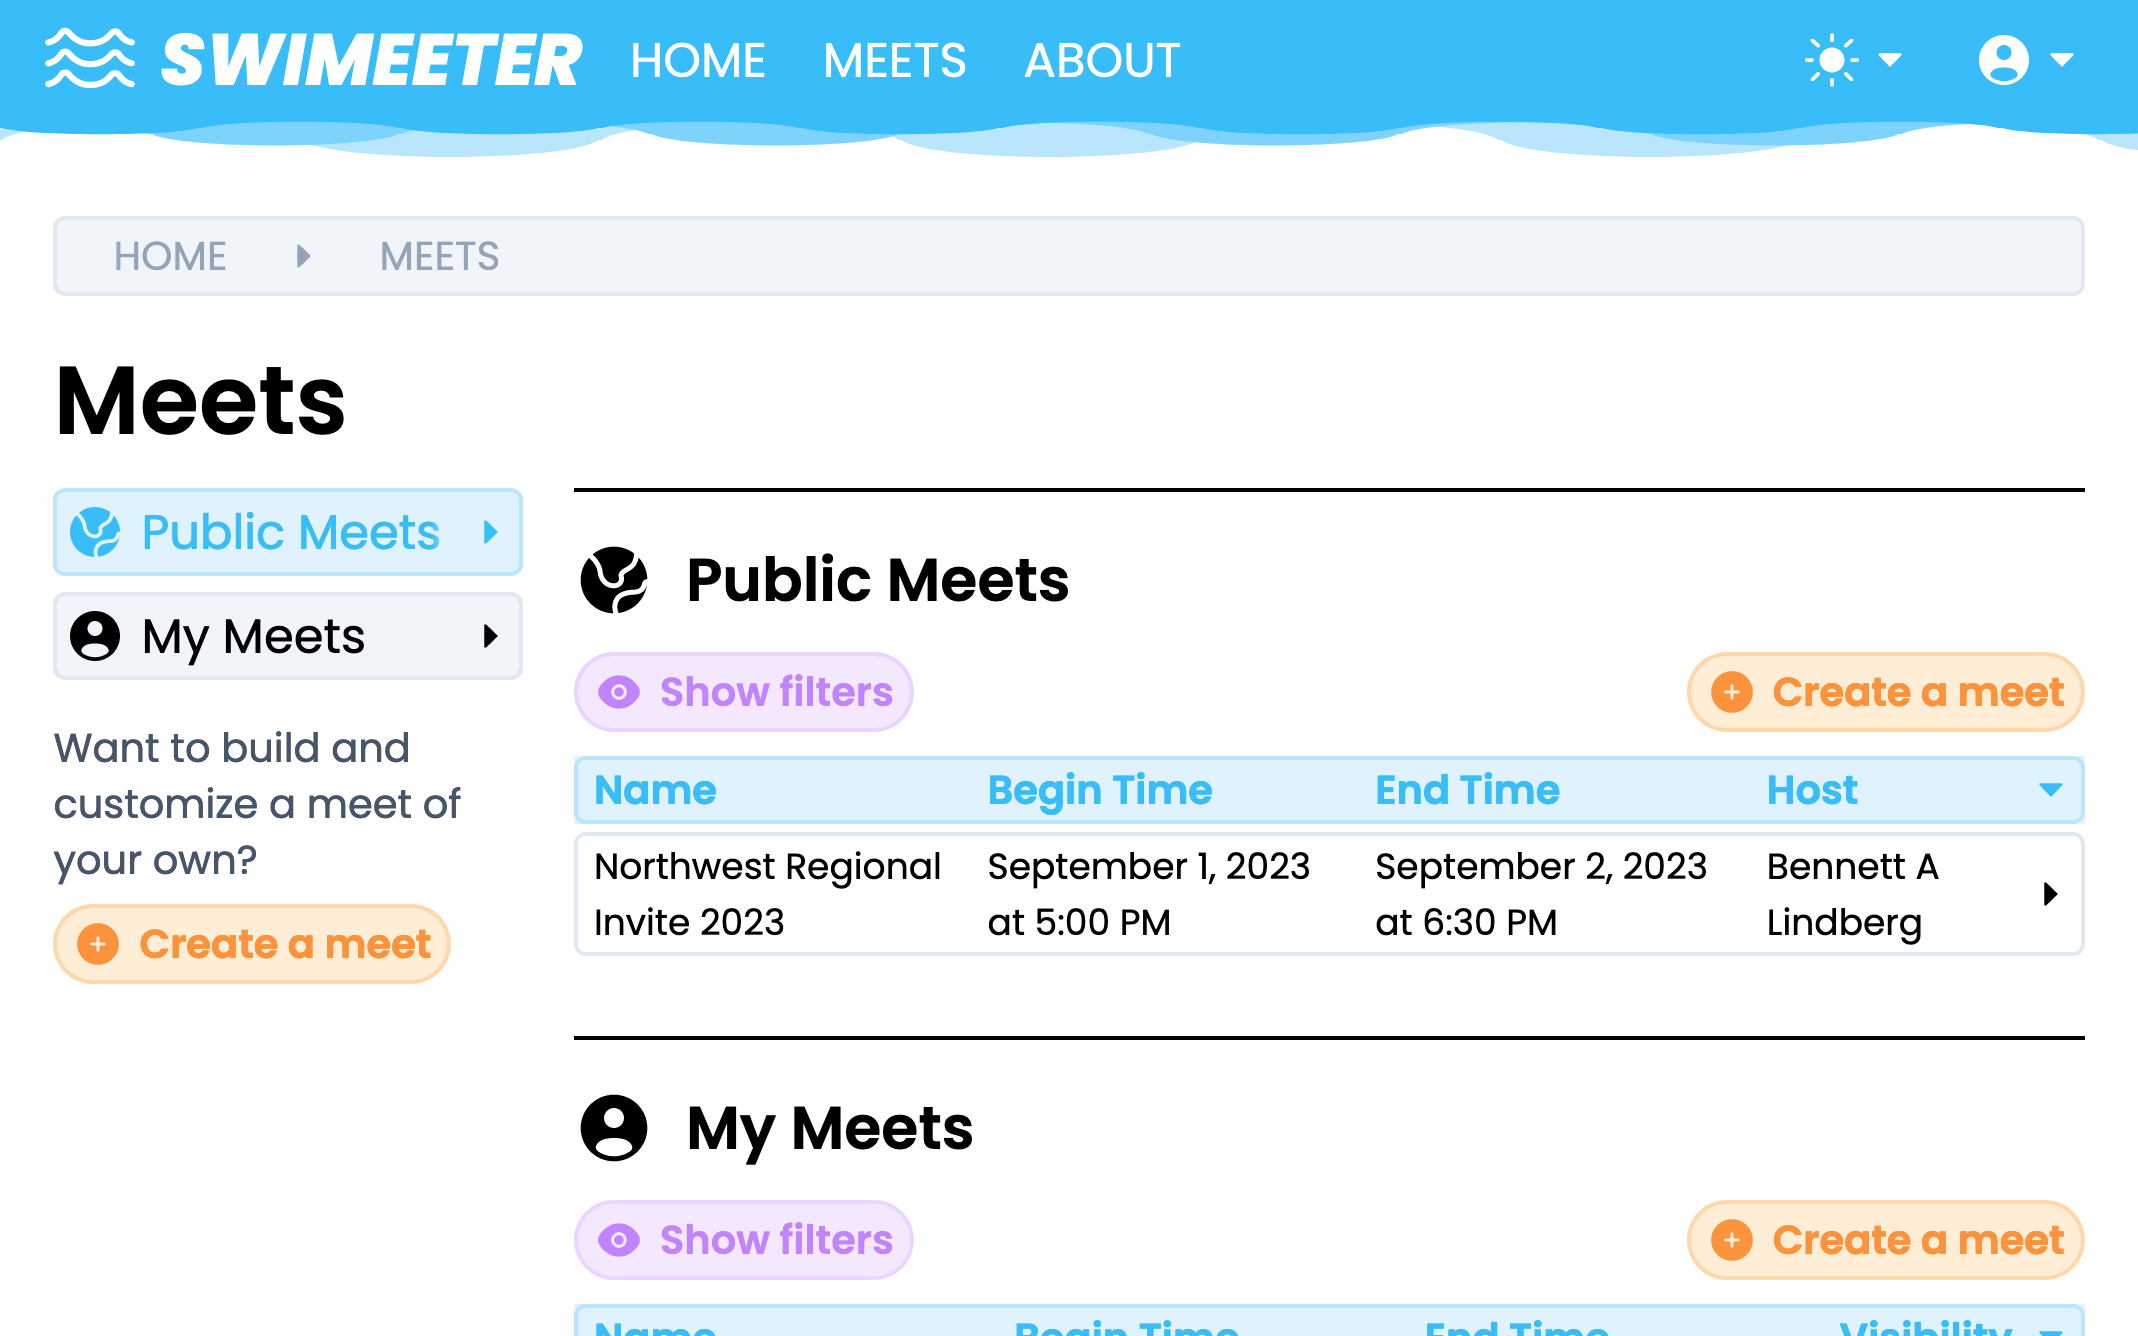 SWIMEETER HOME MEETS ABOUT
HOME MEETS
Meets
Public Meets
My Meets
Want to build and
customize a meet of
your own?
Create a meet
Public Meets
Show filters Create a meet
Name Begin Time End Time Host
Northwest Regional September 1, 2023 September 2, 2023 Bennett A
Invite 2023 at 5:00 PM at 6:30 PM Lindberg
My Meets
Show filters Create a meet
Name Begin Time End Time Visibility